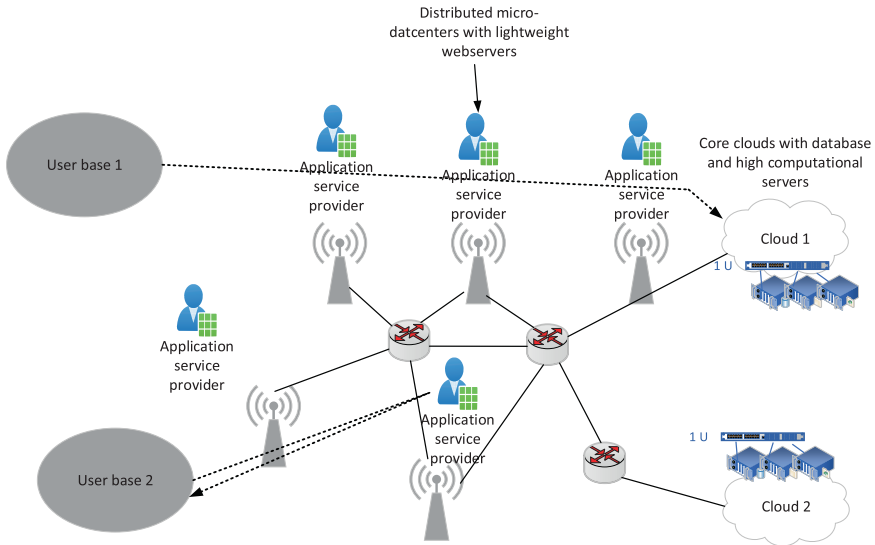 Distributed micro-
datcenters with lightweight
webservers
User base 1
Application
service
provider
Application
service
provider
Application
service
provider
Core clouds with database
and high computational
servers
Cloud 1
1 U
Application
service
provider
Application
service
provider
User base 2
1 U
Cloud 2